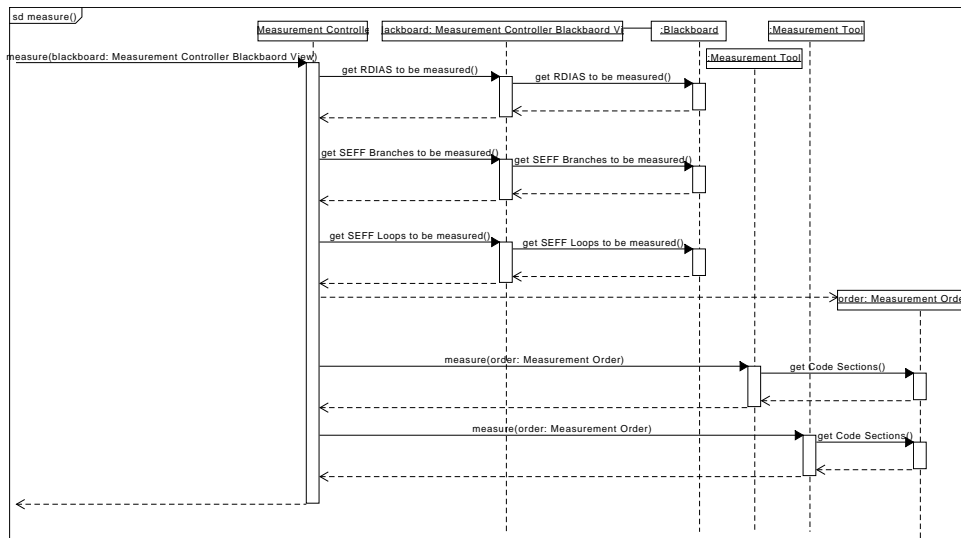 sd measure()
Measurement Controlle
lackboard: Measurement Controller Blackbaord Vi
:Blackboard
:Measurement Tool
:Measurement Tool
measure(blackboard: Measurement Controller Blackbaord View)
get RDIAS to be measured()
get RDIAS to be measured()
get SEFF Branches to be measured()
get SEFF Branches to be measured()
get SEFF Loops to be measured()
get SEFF Loops to be measured()
order: Measurement Orde
measure(order: Measurement Order)
get Code Sections()
measure(order: Measurement Order)
get Code Sections()